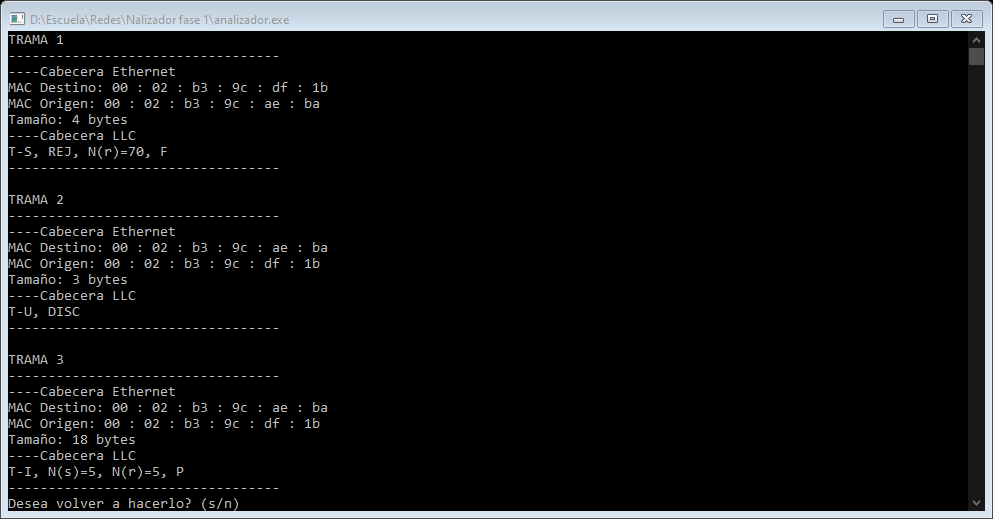 D:\Escuela\Redes\Nalizador fase 1\analizador.exe
TRAMA 1
----------------------------------
----Cabecera Ethernet
MAC Destino: 00 : 02 : b3 : 9c : df : 1b
MAC Origen: 00 : 02 : b3 : 9c : ae : ba
Tamaño: 4 bytes
----Cabecera LLC
T-S, REJ, N(r)=70, F
----------------------------------
TRAMA 2
----------------------------------
----Cabecera Ethernet
MAC Destino: 00 : 02 : b3 : 9c : ae : ba
MAC Origen: 00 : 02 : b3 : 9c : df : 1b
Tamaño: 3 bytes
----Cabecera LLC
T-U, DISC
----------------------------------
TRAMA 3
----------------------------------
----Cabecera Ethernet
MAC Destino: 00 : 02 : b3 : 9c : ae : ba
MAC Origen: 00 : 02 : b3 : 9c : df : 1b
Tamaño: 18 bytes
----Cabecera LLC
T-I, N(s)=5, N(r)=5, P
----------------------------------
Desea volver a hacerlo? (s/n)